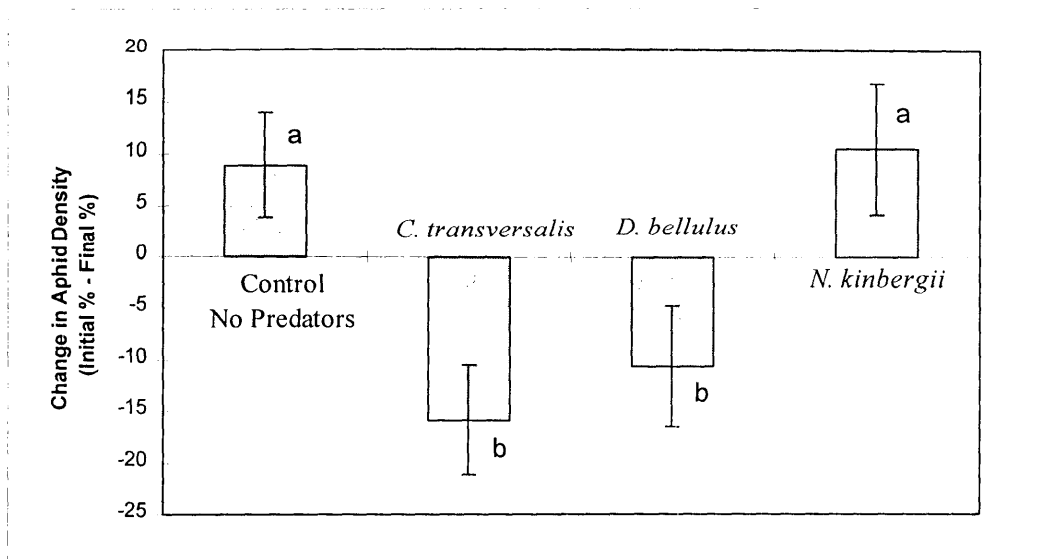 20
15
10
5
0
-5
-10
-15
-20
-25
Change in Aphid Density
(Initial % - Final %)
a
Control
No Predators
C. transversalis
b
D. bellulus
b
a
N. kinbergii